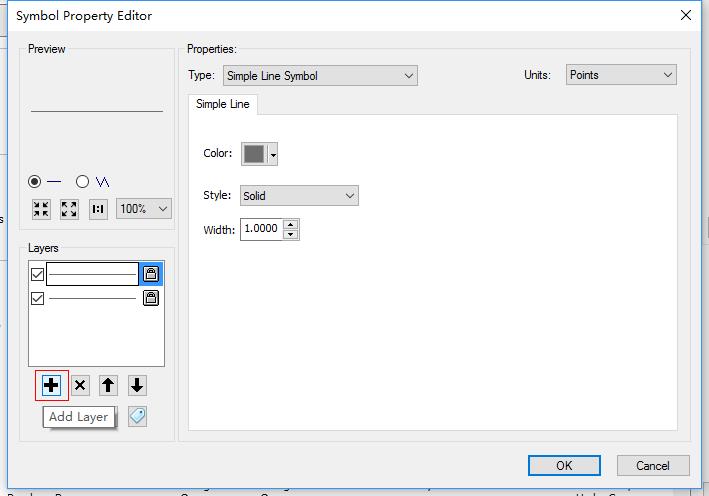 Symbol Property Editor
Preview
Properties:
Type: Simple Line Symbol
Units: Points
Simple Line
Color:
Style: Solid
Width: 1.0000
1:1 100%
Layers
Add Layer
OK Cancel